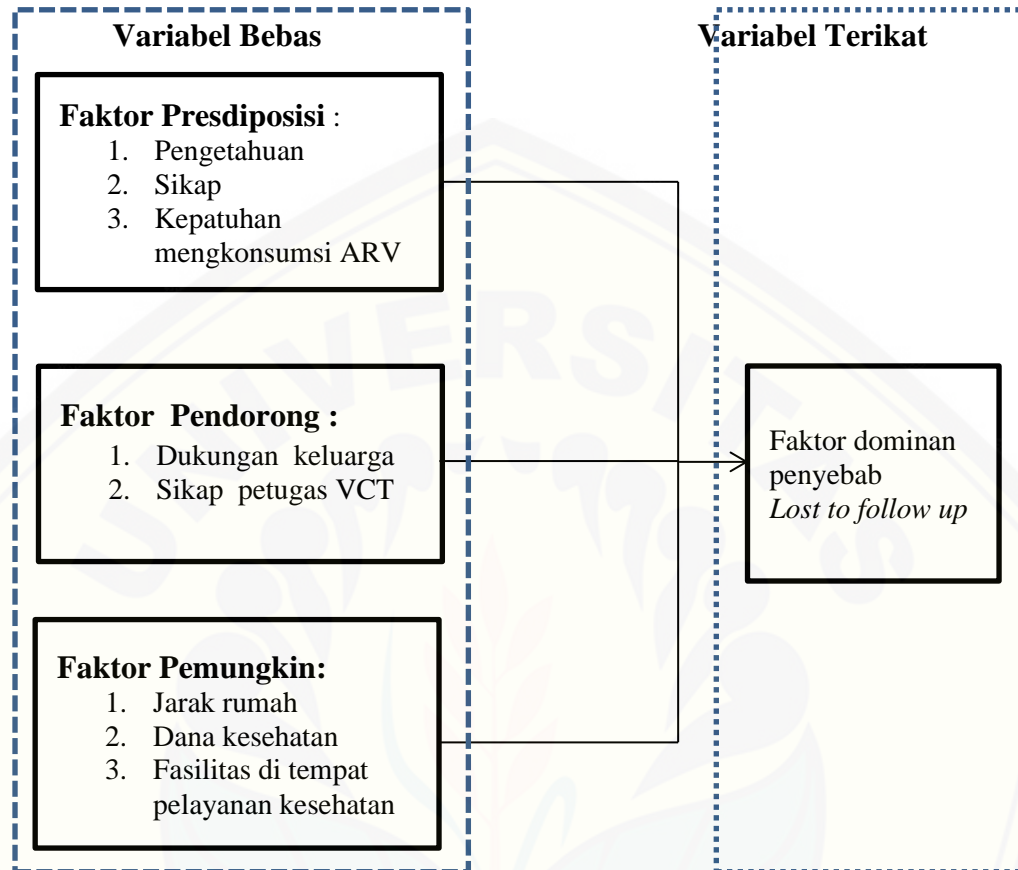 Variabel Bebas
Variabel Terikat
Faktor Presdiposisi :
1. Pengetahuan
2. Sikap
3. Kepatuhan
mengkonsumsi ARV
Faktor Pendorong :
1. Dukungan keluarga
2. Sikap petugas VCT
Faktor Pemungkin:
1. Jarak rumah
2. Dana kesehatan
3. Fasilitas di tempat
pelayanan kesehatan
Faktor dominan
penyebab
Lost to follow up
UNIVERSITAS